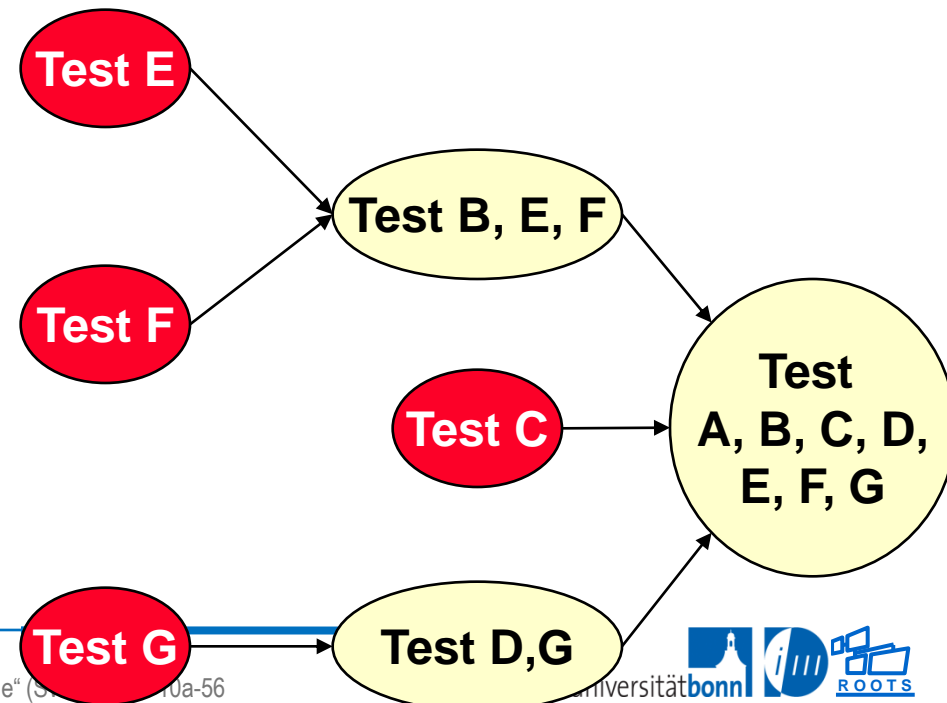 Test E
Test B, E, F
Test F
Test
A, B, C, D,
E, F, G
Test C
Test G
Test D,G
e“ (S 0a-56
universitätbonn
ROOTS